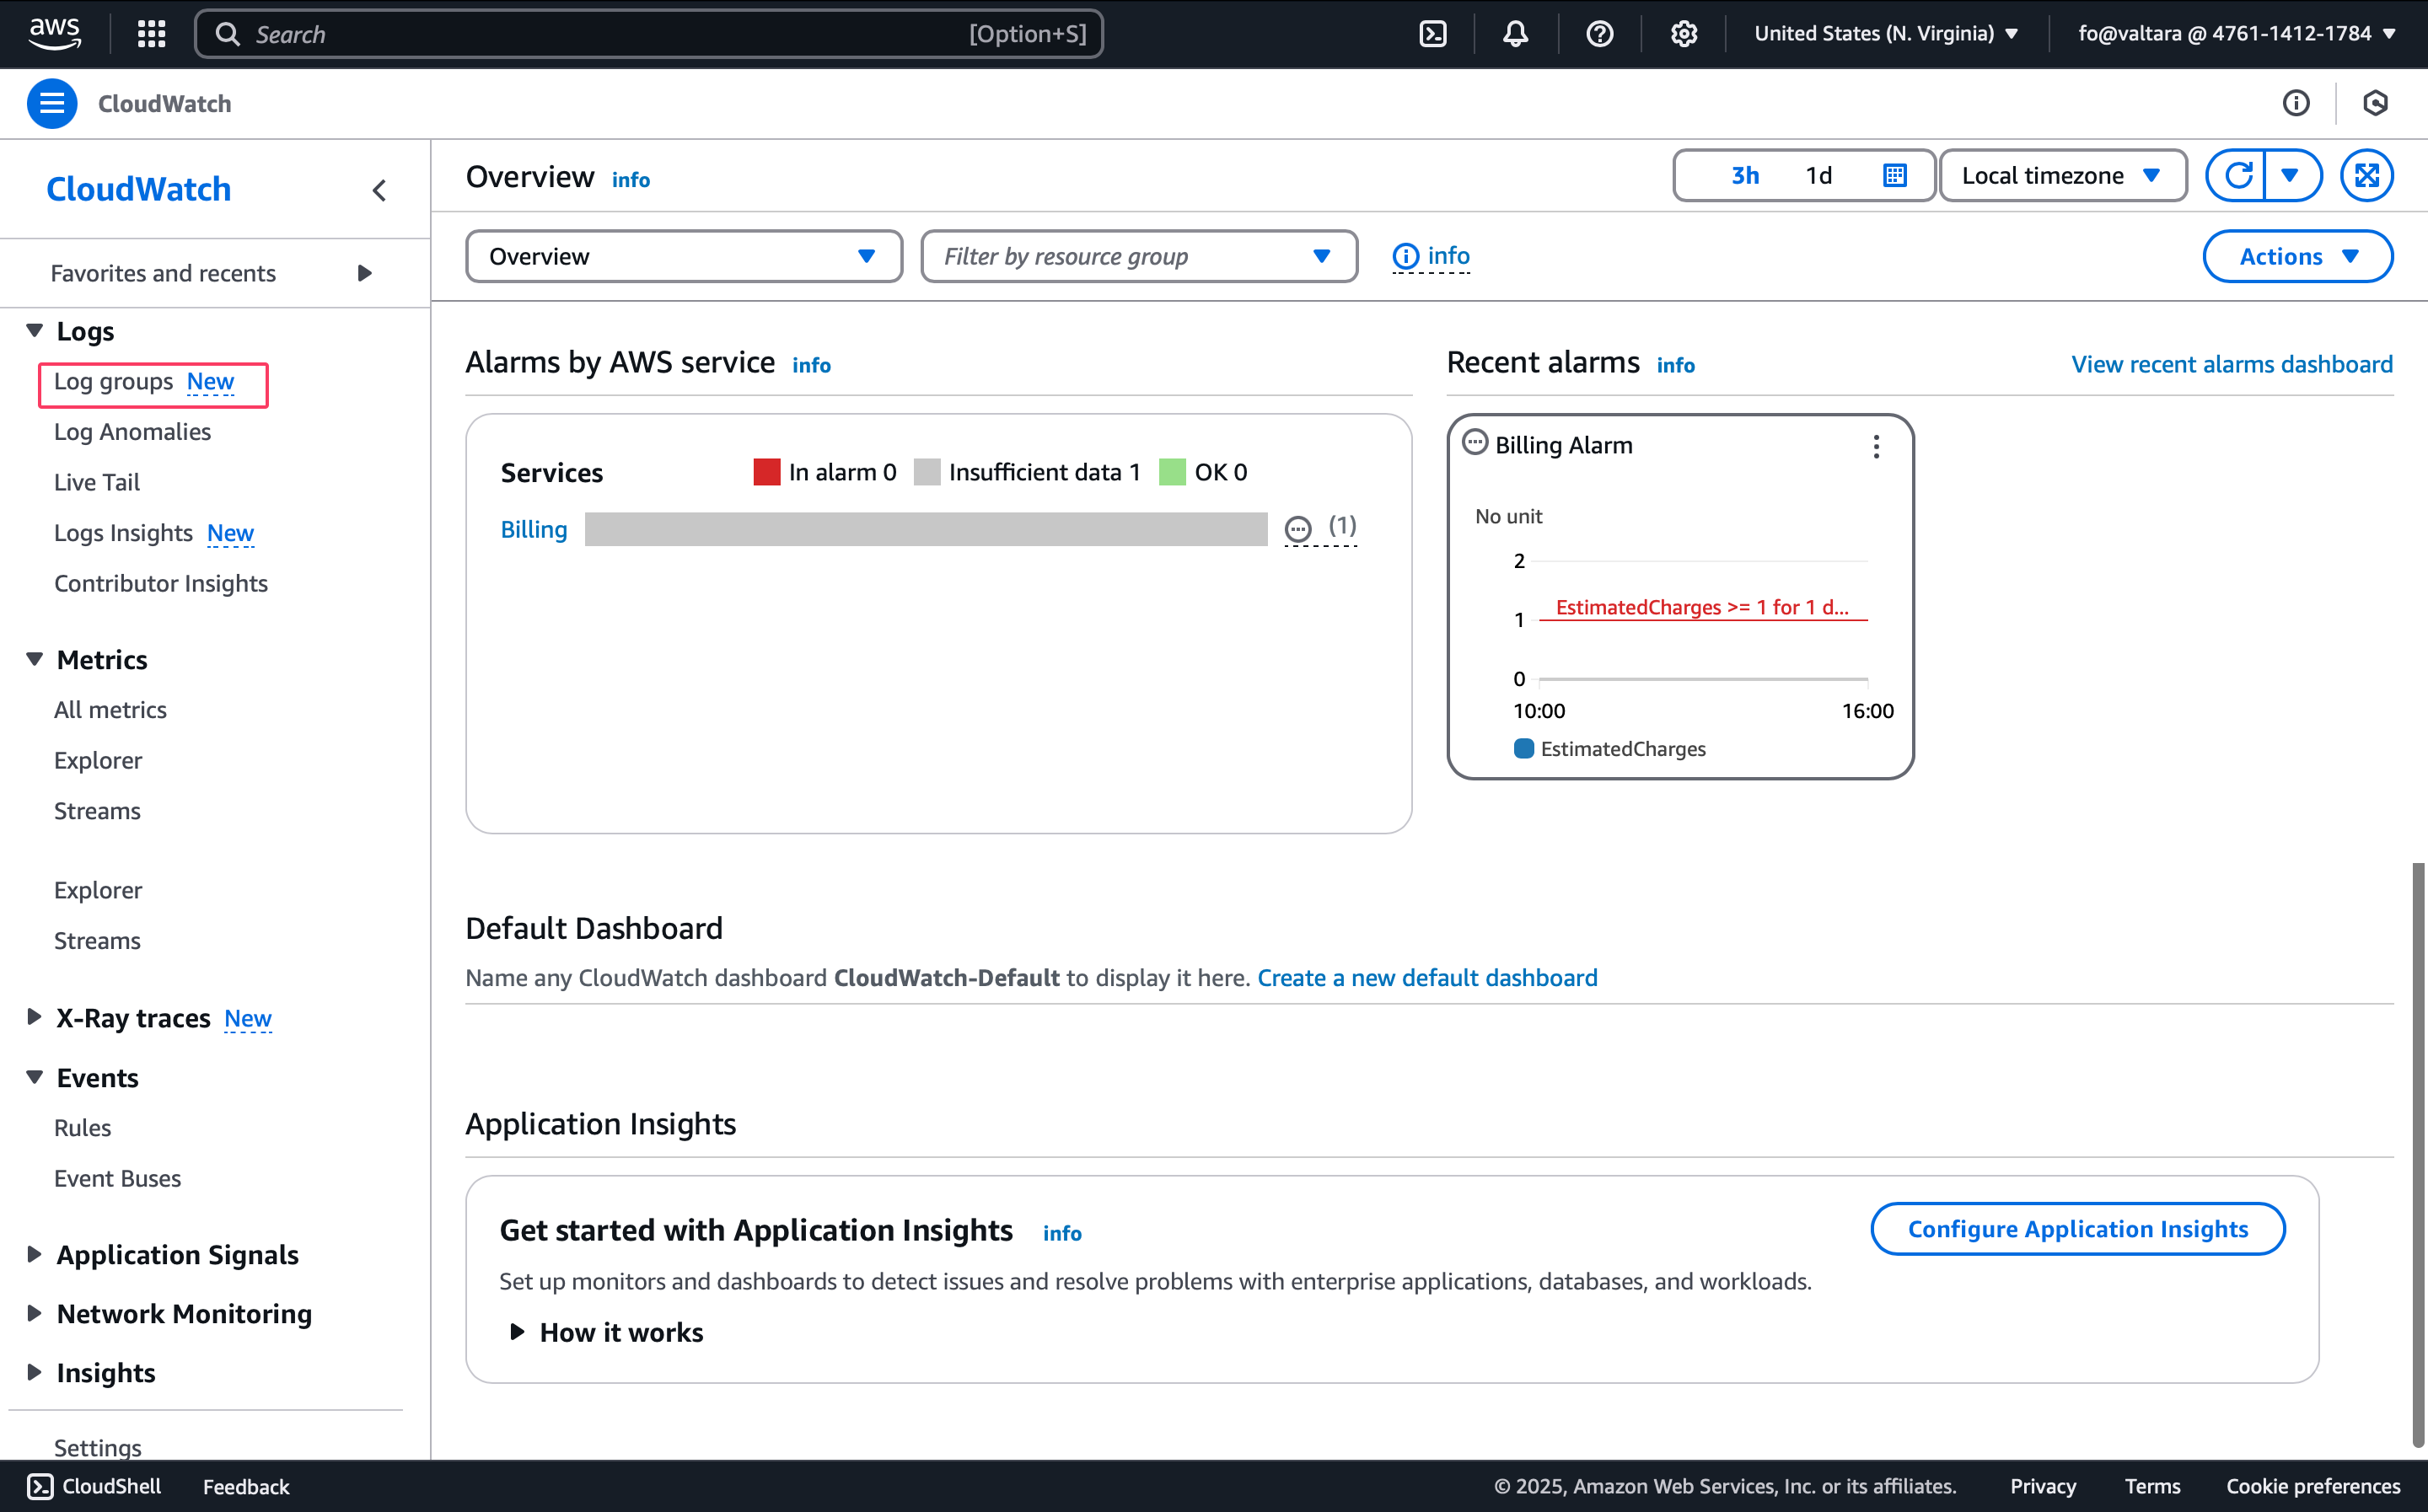 aws
Search [Option+S]
United States (N. Virginia)
fo@valtara @ 4761-1412-1784
CloudWatch
CloudWatch
Favorites and recents
Logs
Log groups New
Log Anomalies
Live Tail
Logs Insights New
Contributor Insights
Metrics
All metrics
Explorer
Streams
Explorer
Streams
X-Ray traces New
Events
Rules
Event Buses
Application Signals
Network Monitoring
Insights
Settings
Overview info
3h 1d
Local timezone
Overview
Filter by resource group
info
Actions
Alarms by AWS service info
Services In alarm 0 Insufficient data 1 OK 0
Billing (1)
Recent alarms info
View recent alarms dashboard
Billing Alarm
No unit
2
EstimatedCharges >= 1 for 1 d...
1
0
10:00 16:00
EstimatedCharges
Default Dashboard
Name any CloudWatch dashboard CloudWatch-Default to display it here. Create a new default dashboard
Application Insights
Get started with Application Insights info
Configure Application Insights
Set up monitors and dashboards to detect issues and resolve problems with enterprise applications, databases, and workloads.
How it works
CloudShell Feedback
© 2025, Amazon Web Services, Inc. or its affiliates. Privacy Terms Cookie preferences